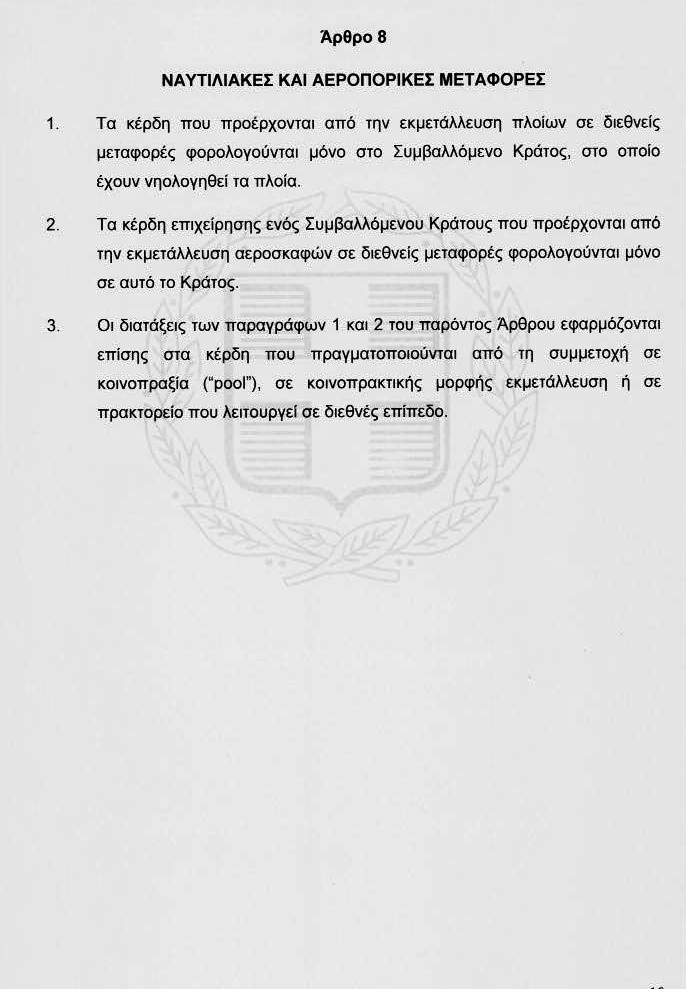 Άρθρο 8
ΝΑΥΤΙΛΙΑΚΕΣ ΚΑΙ ΑΕΡΟΠΟΡΙΚΕΣ ΜΕΤΑΦΟΡΕΣ
1. Τα κέρδη που προέρχονται από την εκμετάλλευση πλοίων σε διεθνείς
μεταφορές φορολογούνται μόνο στο Συμβαλλόμενο Κράτος, στο οποίο
έχουν νηολογηθεί τα πλοία.
2. Τα κέρδη επιχείρησης ενός Συμβαλλόμενου Κράτους που προέρχονται από
την εκμετάλλευση αεροσκαφών σε διεθνείς μεταφορές φορολογούνται μόνο
σε αυτό το Κράτος.
3. Οι διατάξεις των παραγράφων 1 και 2 του παρόντος Άρθρου εφαρμόζονται
επίσης στα κέρδη που πραγματοποιούνται από τη συμμετοχή σε
κοινοπραξία (“pool”), σε κοινοπρακτικής μορφής εκμετάλλευση ή σε
πρακτορείο που λειτουργεί σε διεθνές επίπεδο.